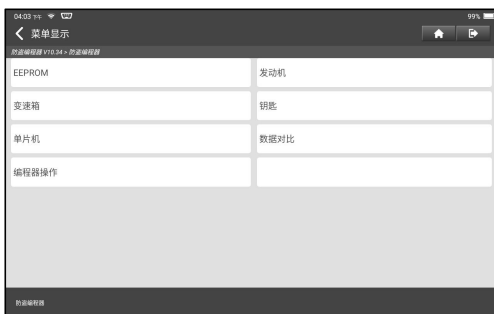 04:03 下午 99%
菜单显示
防盗编程器 V10.34 > 防盗编程器
EEPROM 发动机
变速箱 钥匙
单片机 数据对比
编程器操作
防盗编程器